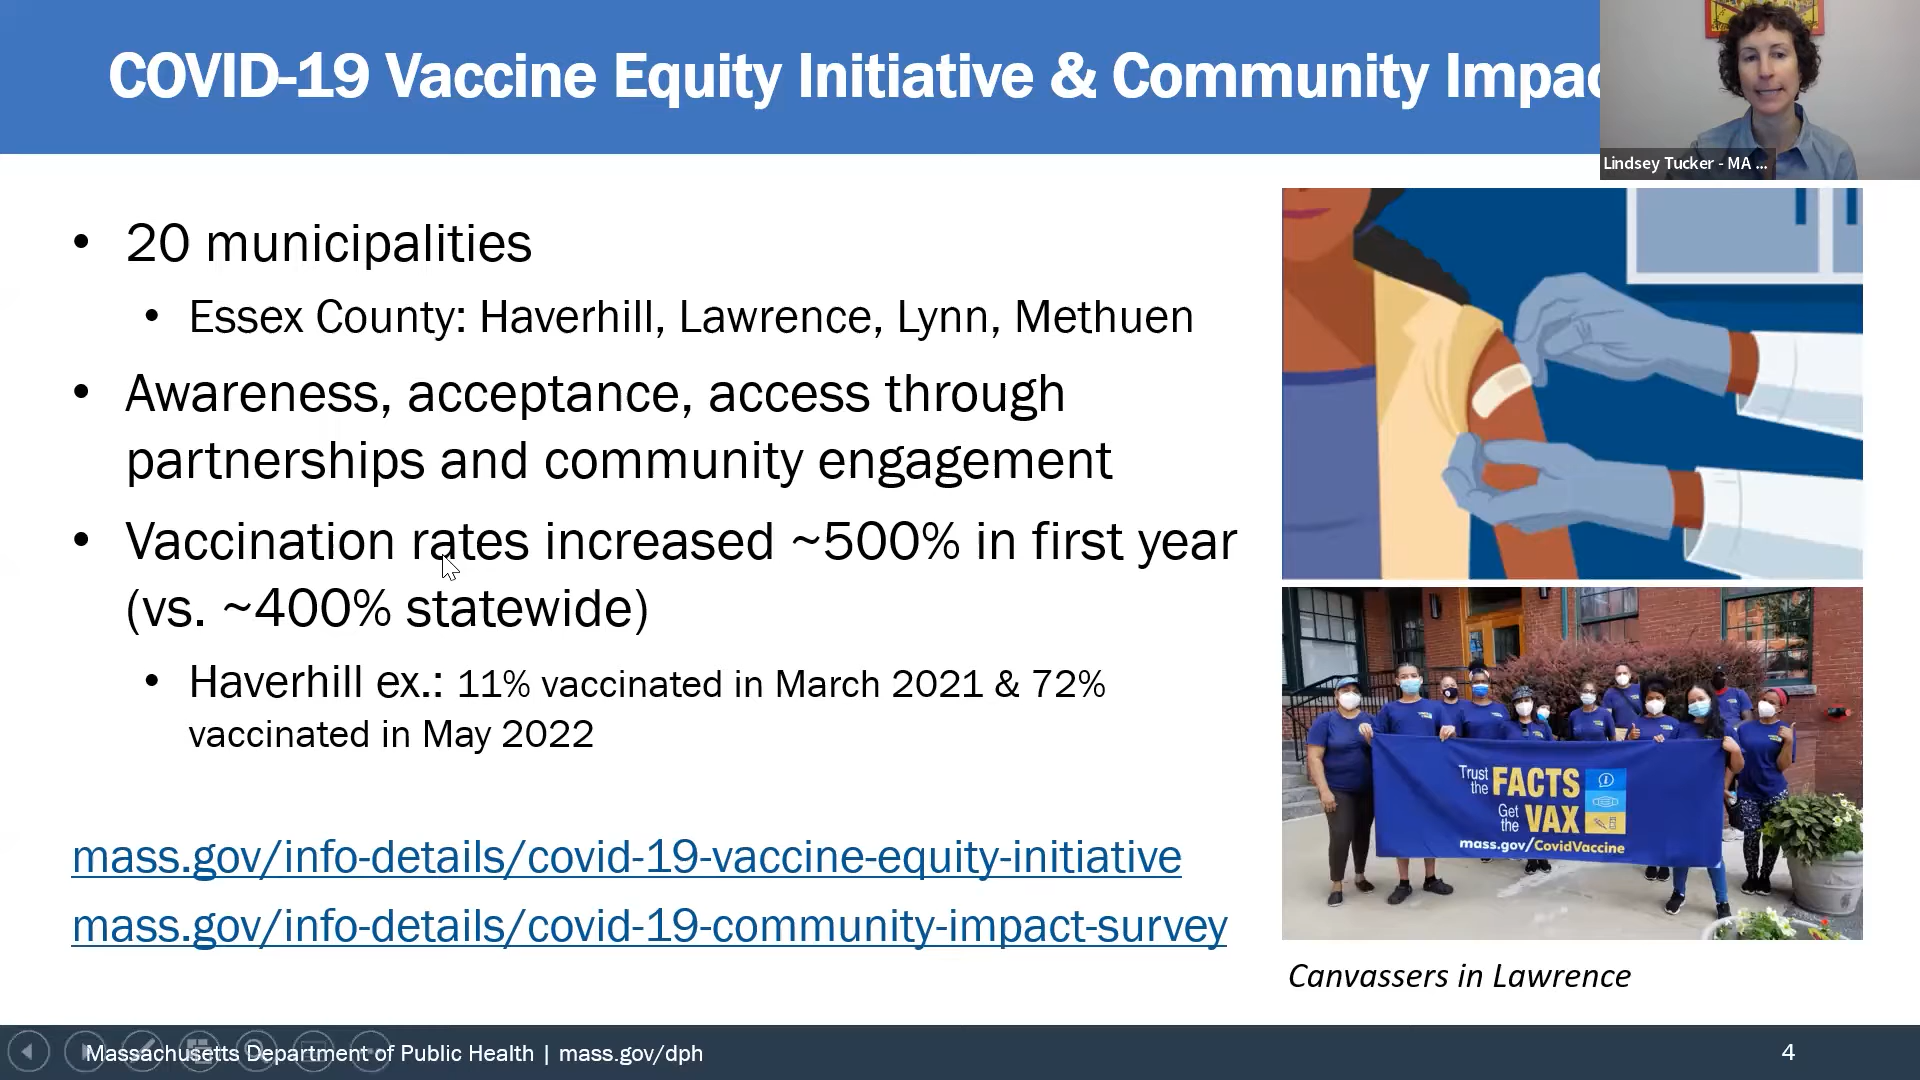 COVID-19 Vaccine Equity Initiative & Community Impac
Lindsey Tucker - MA ...
• 20 municipalities
• Essex County: Haverhill, Lawrence, Lynn, Methuen
• Awareness, acceptance, access through
partnerships and community engagement
• Vaccination rates increased ~500% in first year
(vs. ~400% statewide)
• Haverhill ex.: 11% vaccinated in March 2021 & 72%
vaccinated in May 2022
mass.gov/info-details/covid-19-vaccine-equity-initiative
mass.gov/info-details/covid-19-community-impact-survey
Trust the FACTS
Get the VAX
mass.gov/CovidVaccine
Canvassers in Lawrence
Massachusetts Department of Public Health | mass.gov/dph
4